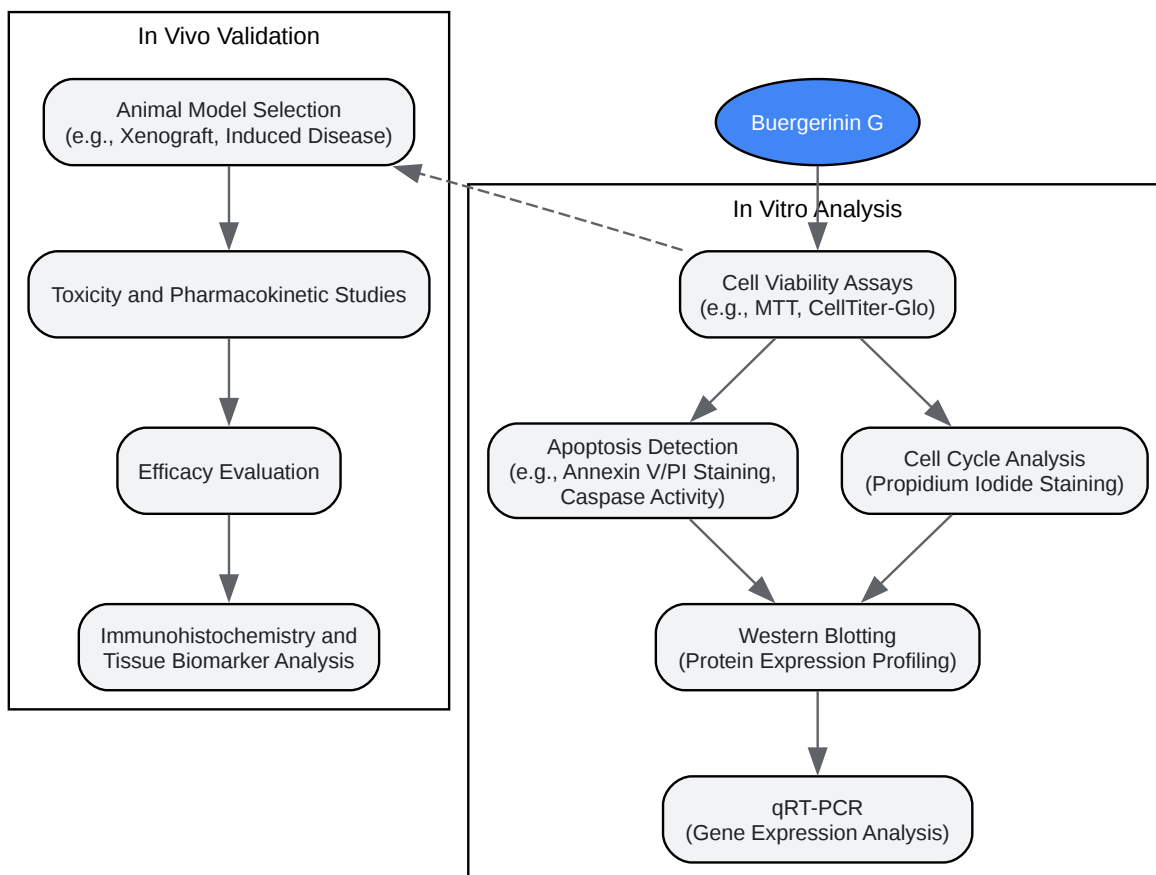 In Vivo Validation
Animal Model Selection
(e.g., Xenograft, Induced Disease)
Toxicity and Pharmacokinetic Studies
Efficacy Evaluation
Immunohistochemistry and
Tissue Biomarker Analysis
Buergerinin G
In Vitro Analysis
Cell Viability Assays
(e.g., MTT, CellTiter-Glo)
Apoptosis Detection
(e.g., Annexin V/PI Staining,
Caspase Activity)
Cell Cycle Analysis
(Propidium Iodide Staining)
Western Blotting
(Protein Expression Profiling)
qRT-PCR
(Gene Expression Analysis)